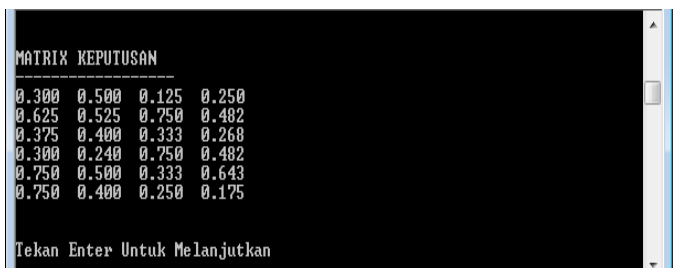 MATRIX KEPUTUSAN
-------------------
0.300 0.500 0.125 0.250
0.625 0.525 0.750 0.482
0.375 0.400 0.333 0.268
0.300 0.240 0.750 0.482
0.750 0.500 0.333 0.643
0.750 0.400 0.250 0.175
Tekan Enter Untuk Melanjutkan